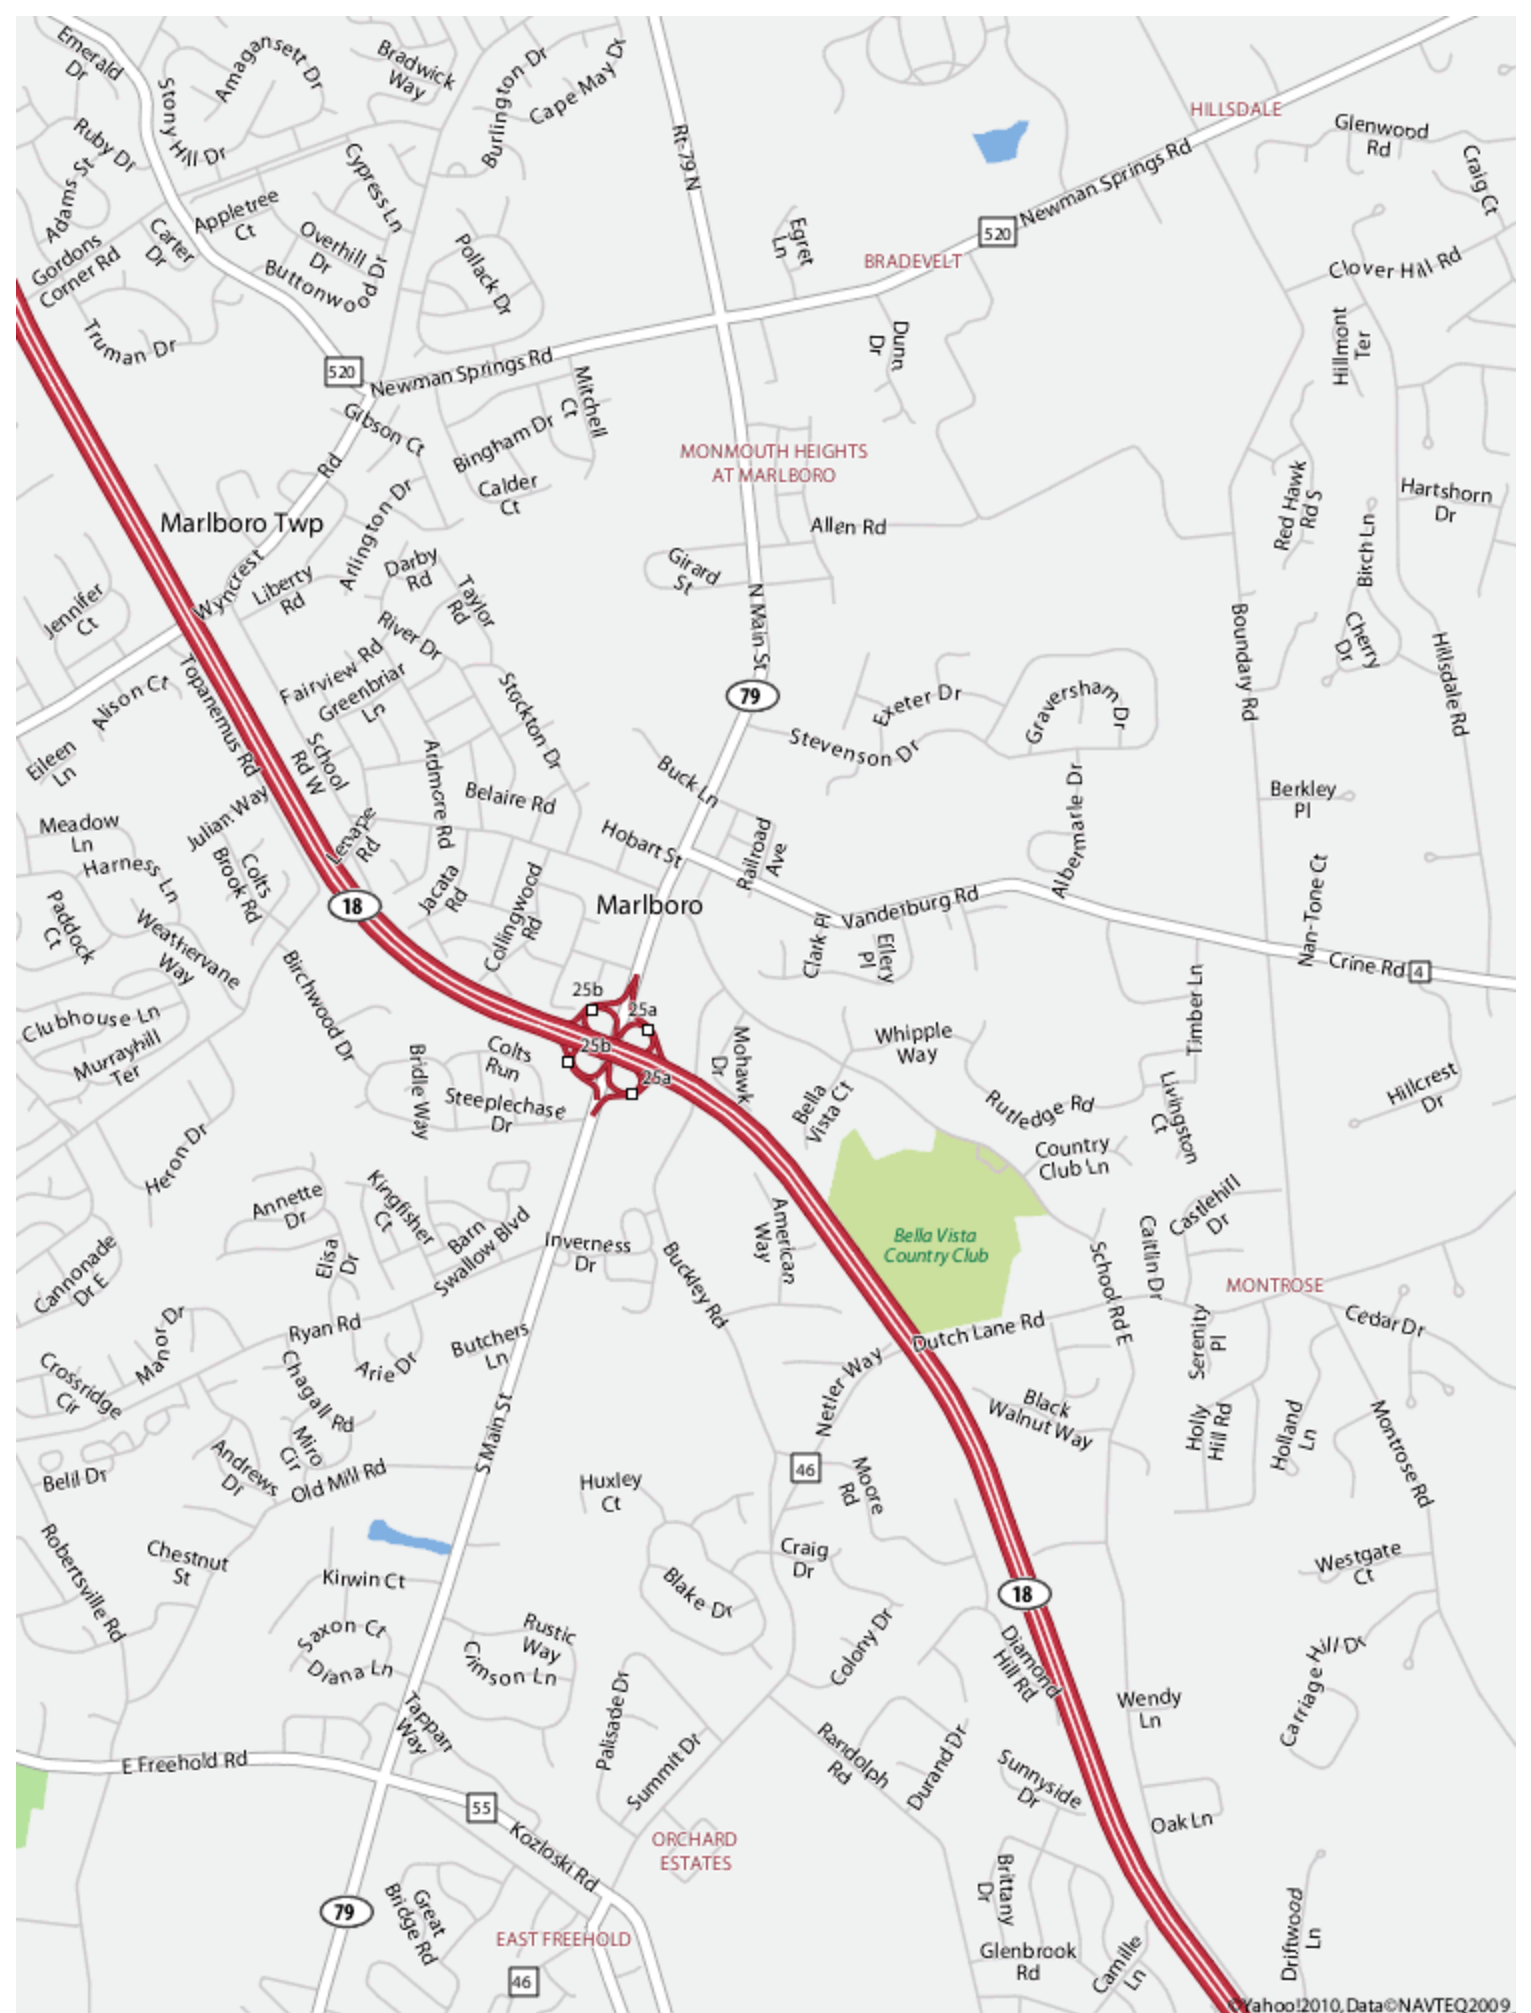 Emerald
Dr
Stony Hill Dr
Amagansett Dr
Bradwick
Way
Burlington Dr
Cape May Dr
Rt-79 N
HILLSDALE
Glenwood
Rd
Craig Ct
Ruby Dr
Adams St
Cypress Ln
Newman Springs Rd
520
Appletree
Ct
Carter
Dr
Overhill
Dr
Buttonwood Dr
Pollack Dr
Egret
Ln
BRADEVELT
Clover Hill Rd
Gordons
Corner Rd
Truman Dr
Hillmont
Ter
Dunn
Dr
520
Newman Springs Rd
Mitchell
Ct
Gibson Ct
Bingham Dr
MONMOUTH HEIGHTS
AT MARLBORO
Rd
Calder
Ct
Red Hawk
Rd S
Hartshorn
Dr
Marlboro Twp
Arlington Dr
Allen Rd
Birch Ln
Darby
Rd
Girard
St
Wyncrest
Liberty
Rd
Taylor
Rd
N Main St
Jennifer
Ct
River Dr
Boundary Rd
Cherry
Dr
Hillsdale Rd
Alison Ct
Topanemus Rd
Fairview Rd
Greenbriar
Ln
Stockton Dr
79
Exeter Dr
Graversham Dr
Eileen
Ln
School
Rd W
Ardmore Rd
Stevenson Dr
Buck Ln
Belaire Rd
Albemarle Dr
Berkley
Pl
Meadow
Ln
Julian Way
Lenape
Rd
Hobart St
Railroad
Ave
Harness Ln
Colts
Brook Rd
Jacata
Rd
Collingwood
Rd
Nan-Tone Ct
Paddock
Ct
18
Marlboro
Vanderburg Rd
Weathervane
Way
Clark Pl
Ellery
Pl
Crine Rd
4
Birchwood Dr
25b
25a
Timber Ln
Clubhouse Ln
Murrayhill
Ter
Colts
Run
25b
25a
Mohawk
Dr
Whipple
Way
Bridle Way
Steeplechase
Dr
Bella
Vista Ct
Rutledge Rd
Livingston
Ct
Hillcrest
Dr
Heron Dr
Country
Club Ln
Annette
Dr
Kingfisher
Ct
Castlehill
Dr
Barn
Swallow Blvd
Inverness
Dr
American
Way
Bella Vista
Country Club
Caitlin Dr
School Rd E
Elisa
Dr
Cannonade
Dr E
Buckley Rd
MONTROSE
Manor Dr
Ryan Rd
Butchers
Ln
Dutch Lane Rd
Serenity
Pl
Cedar Dr
Arie Dr
Crossridge
Cir
Chagall Rd
Netler Way
Black
Walnut Way
S Main St
Holly
Hill Rd
Holland
Ln
Montrose Rd
Miro
Cir
Andrews
Dr
Old Mill Rd
Belil Dr
46
Huxley
Ct
Moore
Rd
Robertsville Rd
Chestnut
St
Craig
Dr
Westgate
Ct
Kirwin Ct
Blake Dr
18
Saxon Ct
Rustic
Way
Colony Dr
Diamond
Hill Rd
Carriage Hill Dr
Diana Ln
Crimson Ln
Palisade Dr
Wendy
Ln
Tappan
Way
Summit Dr
Randolph
Rd
Durand Dr
E Freehold Rd
Sunnyside
Dr
55
Oak Ln
Kozloski Rd
ORCHARD
ESTATES
Brittany
Dr
79
Great
Bridge Rd
Driftwood
Ln
EAST FREEHOLD
Glenbrook
Rd
Camille
Ln
46
©Yahoo!2010, Data©NAVTEQ2009